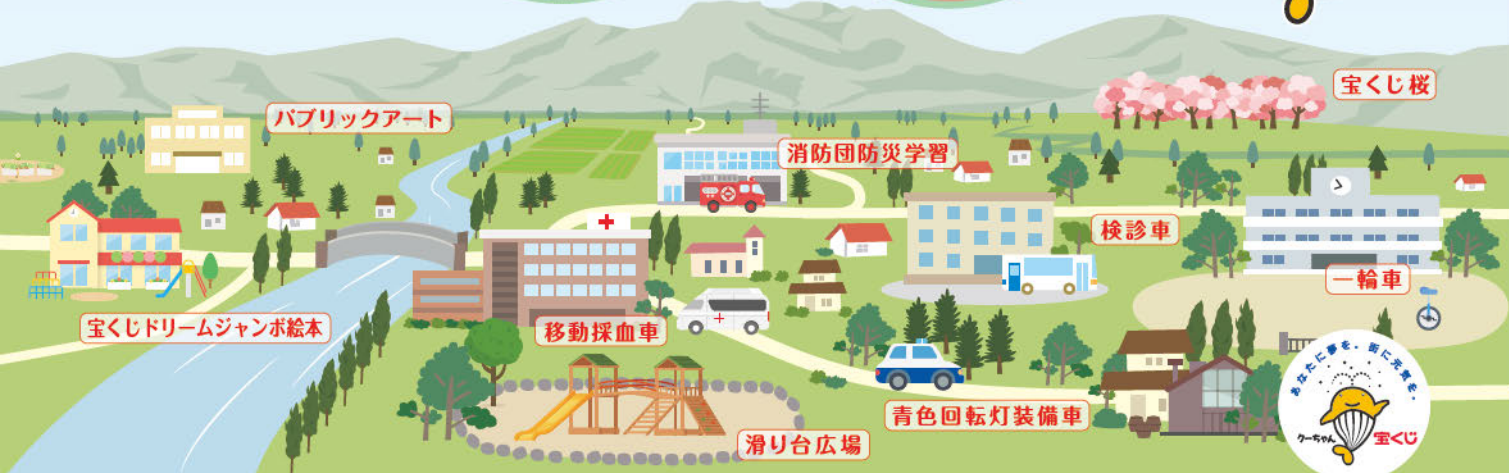 宝くじ桜
パブリックアート
消防団防災学習
検診車
一輪車
宝くじドリームジャンボ絵本
移動採血車
青色回転灯装備車
滑り台広場
あなたに夢を。街に元気を。
クーちゃん
宝くじ